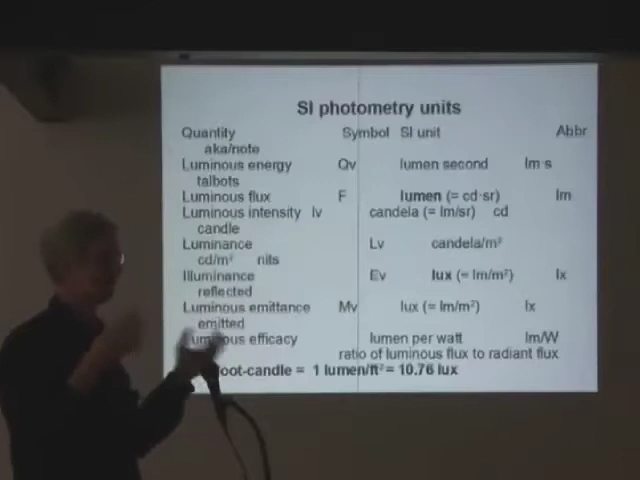 SI photometry units
Quantity Symbol SI unit Abbr
aka/note
Luminous energy Qv lumen second lm·s
talbots
Luminous flux F lumen (= cd·sr) lm
Luminous intensity Iv candela (= lm/sr) cd
candle
Luminance Lv candela/m²
cd/m² nits
Illuminance Ev lux (= lm/m²) lx
reflected
Luminous emittance Mv lux (= lm/m²) lx
emitted
efficacy lumen per watt lm/W
ratio of luminous flux to radiant flux
oot-candle = 1 lumen/ft² = 10.76 lux